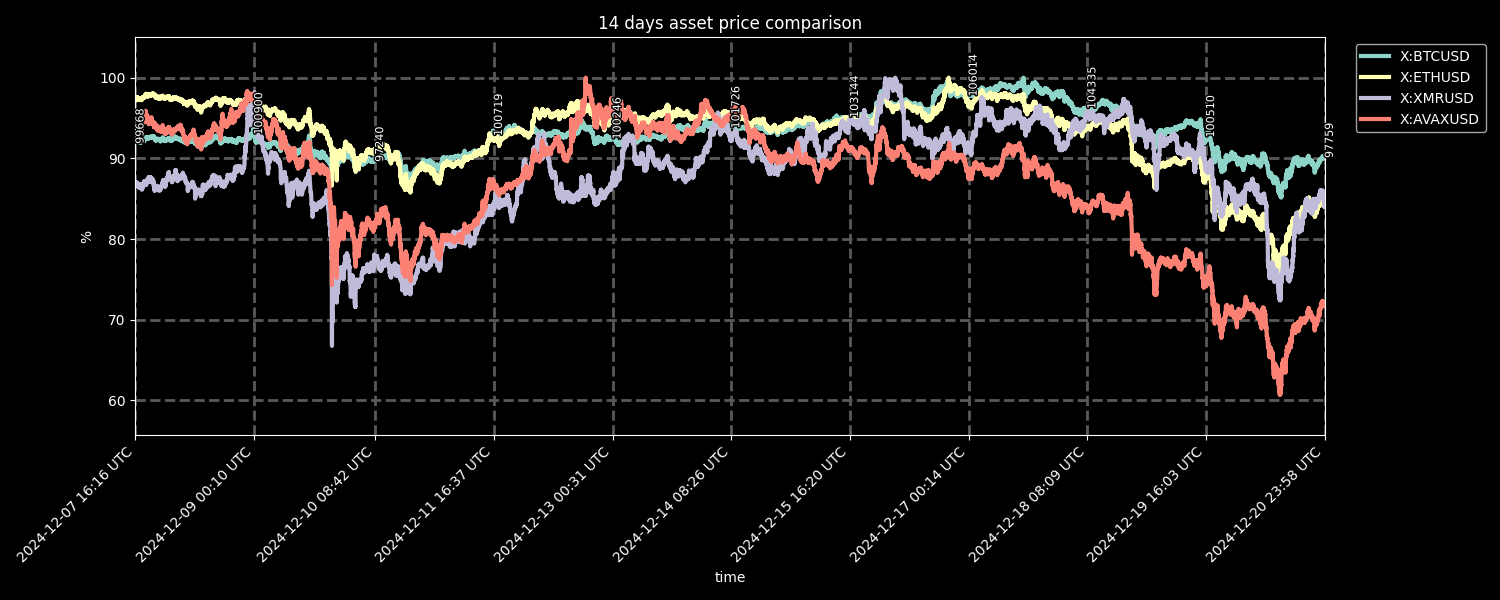 14 days asset price comparison
X:BTCUSD
X:ETHUSD
X:XMRUSD
X:AVAXUSD
%
100
90
80
70
60
99668
100900
97240
100719
100246
101726
103144
106014
104335
100510
97759
2024-12-07 16:16 UTC
2024-12-09 00:10 UTC
2024-12-10 08:42 UTC
2024-12-11 16:37 UTC
2024-12-13 00:31 UTC
2024-12-14 08:26 UTC
2024-12-15 16:20 UTC
2024-12-17 00:14 UTC
2024-12-18 08:09 UTC
2024-12-19 16:03 UTC
2024-12-20 23:58 UTC
time